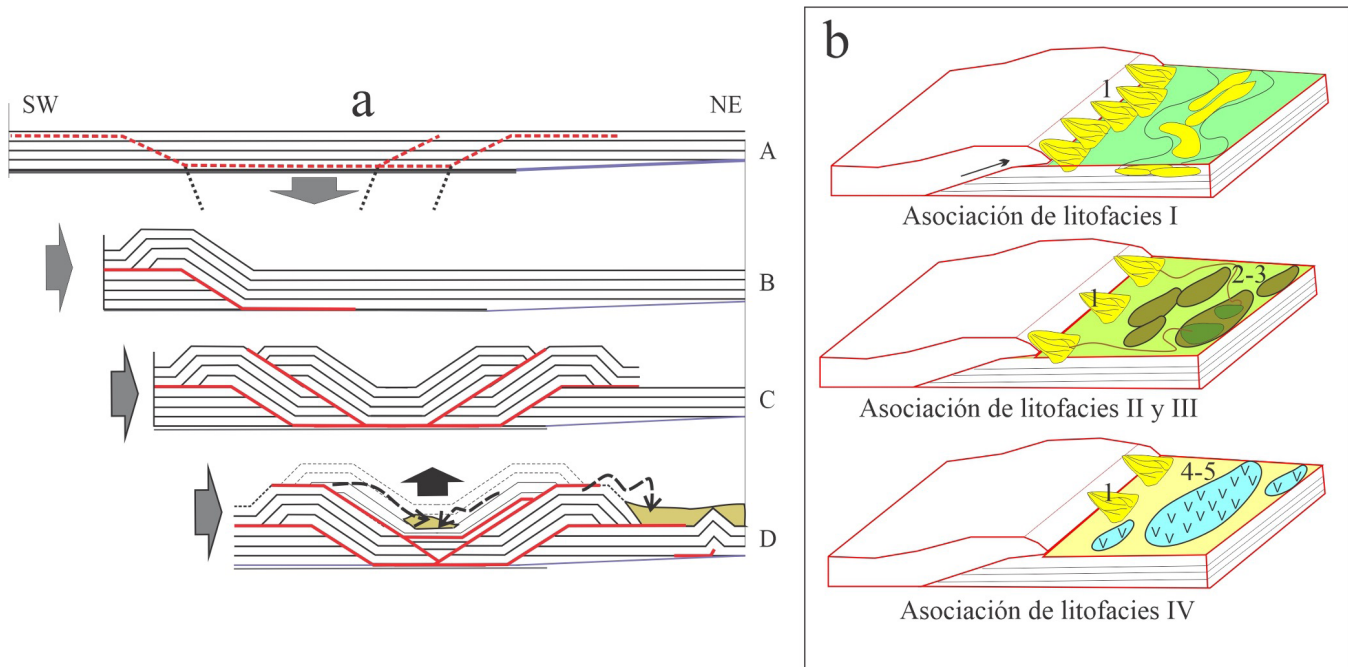 a
SW
NE
A
B
C
D
b
1
Asociación de litofacies I
1
2-3
Asociación de litofacies II y III
1
4-5
Asociación de litofacies IV